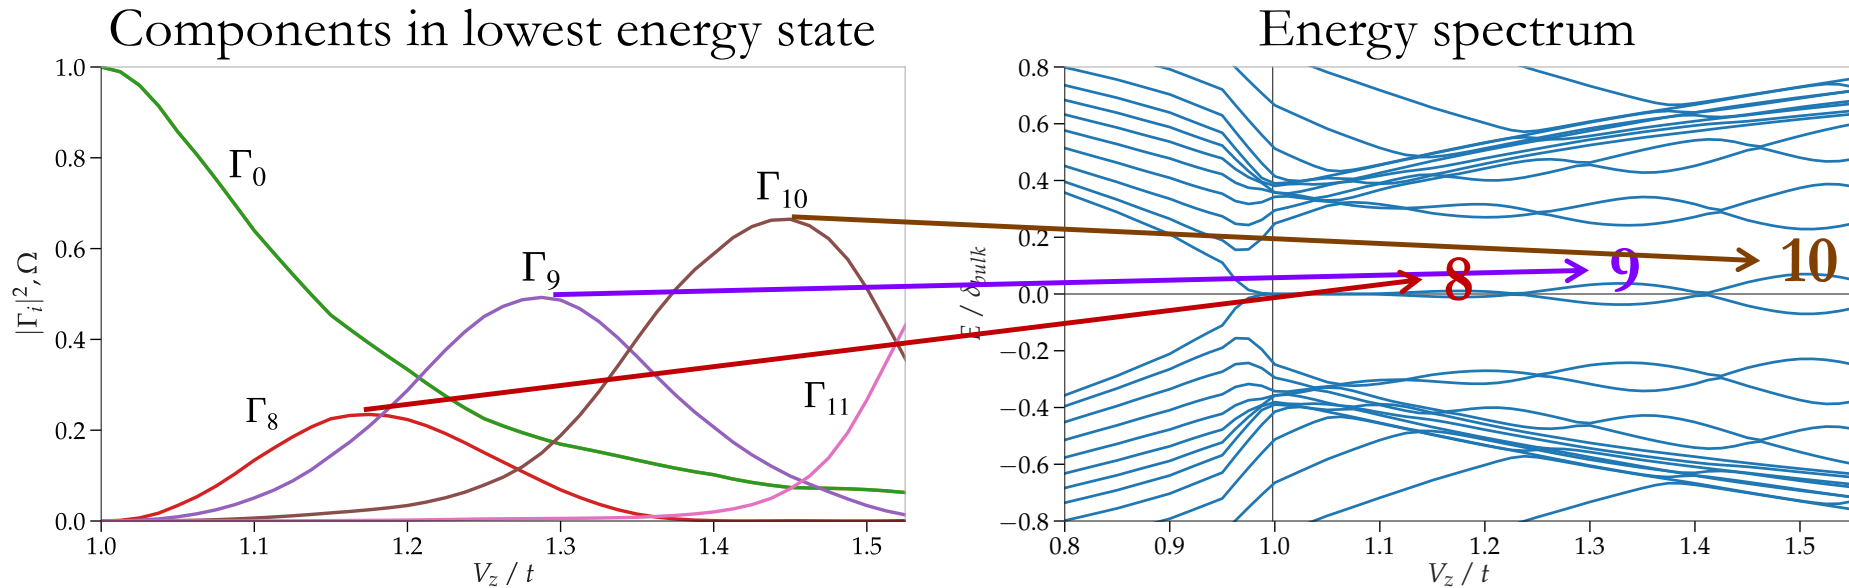 Components in lowest energy state
1.0
0.8
0.6
0.4
0.2
0.0
|Γᵢ|², Ω
Γ₀
Γ₈
Γ₉
Γ₁₀
Γ₁₁
1.0 1.1 1.2 1.3 1.4 1.5
V_z / t
Energy spectrum
0.8
0.6
0.4
0.2
0.0
−0.2
−0.4
−0.6
−0.8
E / δ_bulk
8
9
10
0.8 0.9 1.0 1.1 1.2 1.3 1.4 1.5
V_z / t